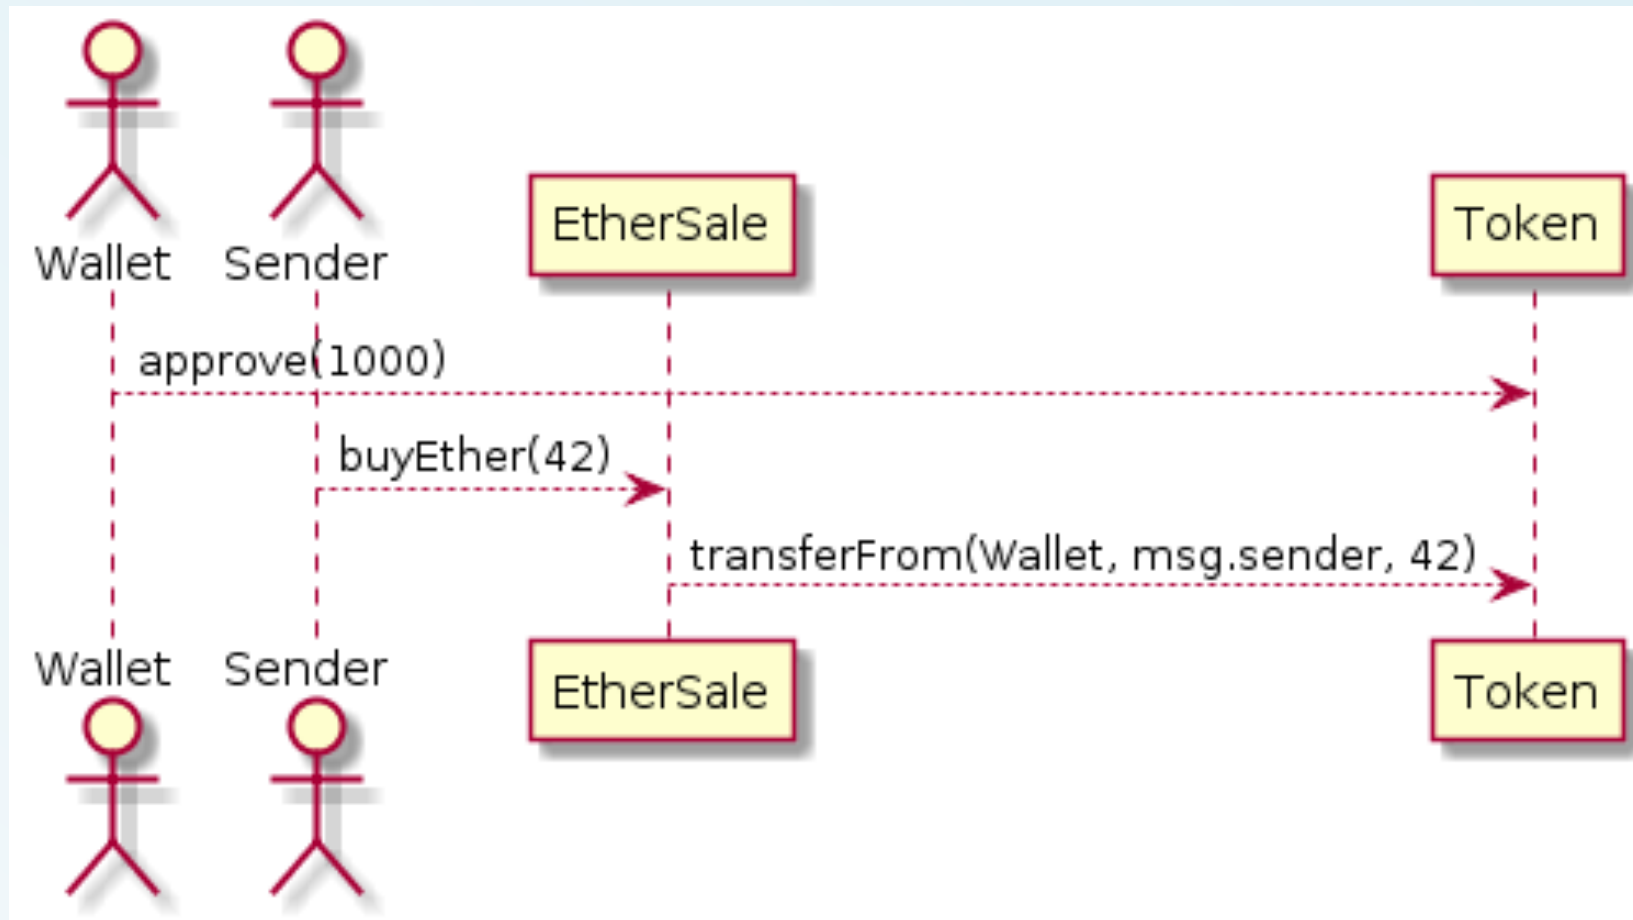 Wallet
Sender
EtherSale
Token
approve(1000)
buyEther(42)
transferFrom(Wallet, msg.sender, 42)
Wallet
Sender
EtherSale
Token